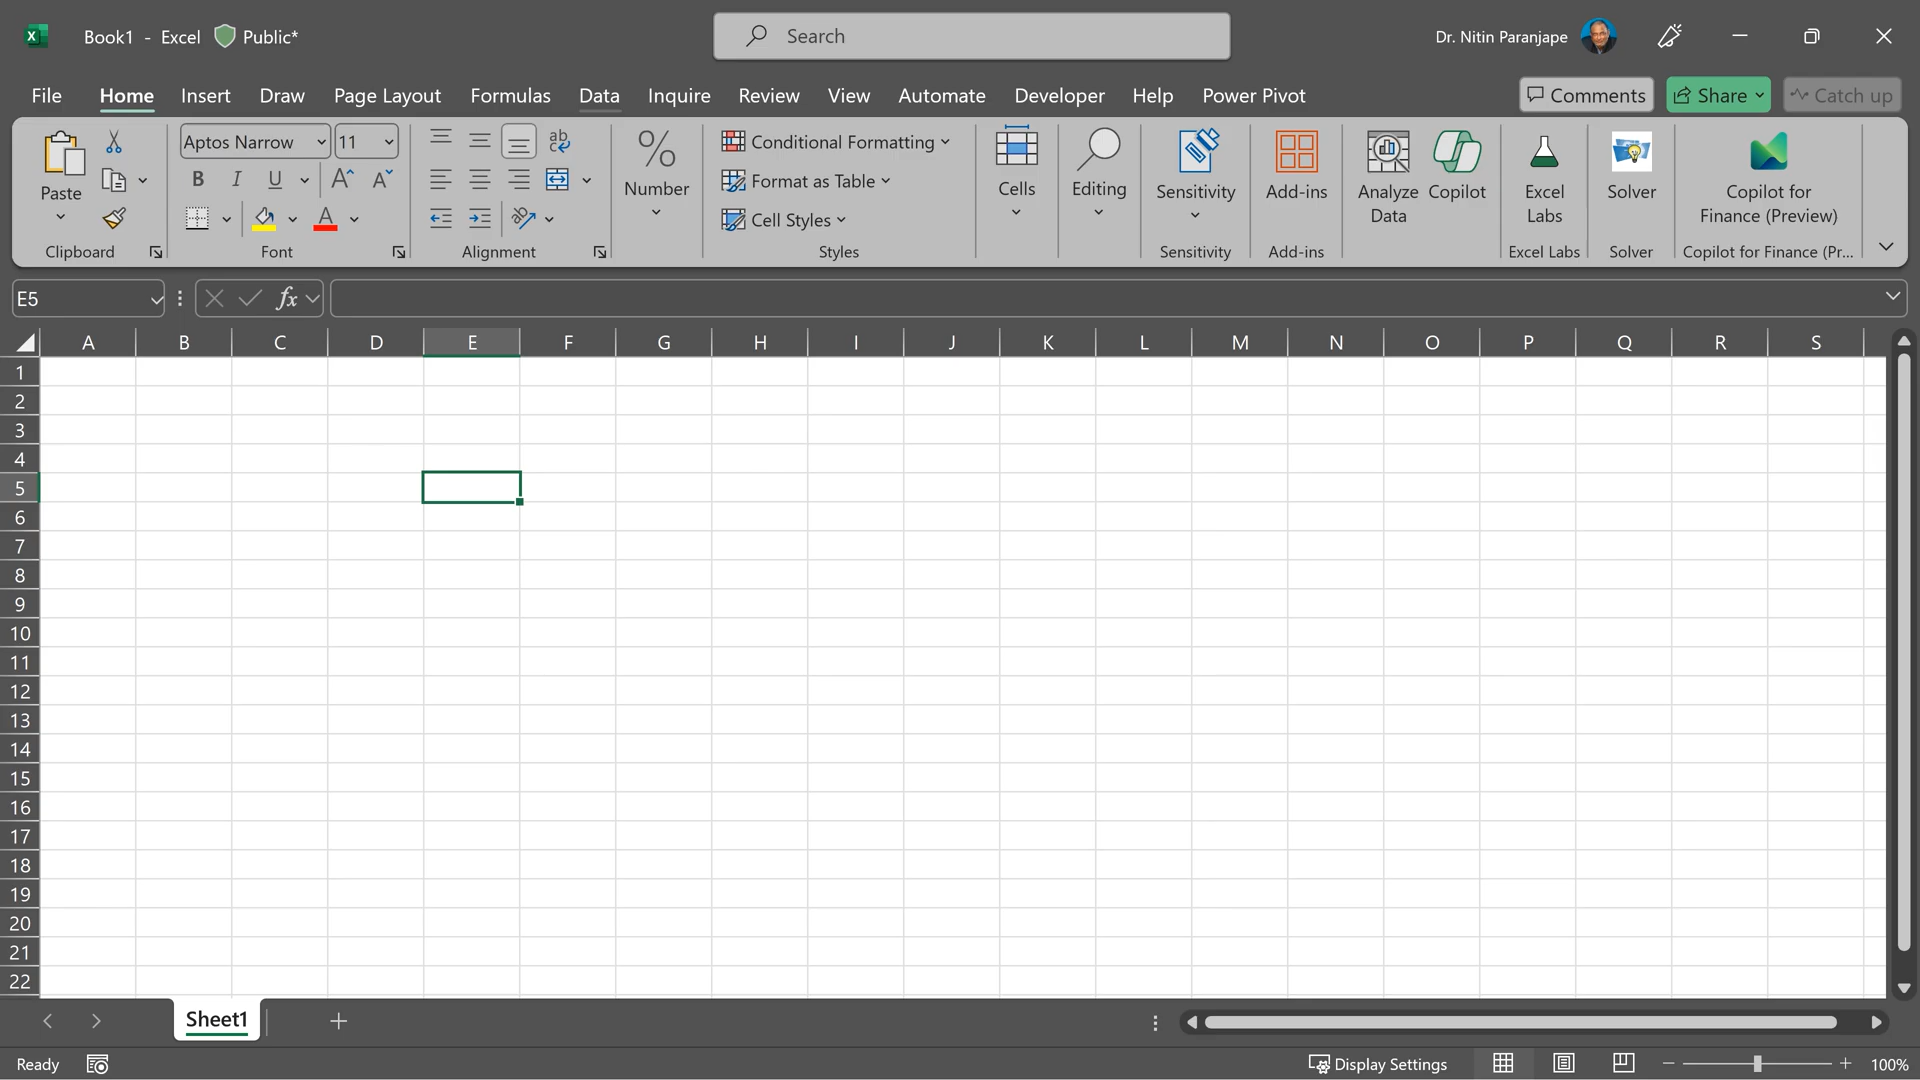 Book1 - Excel Public*
Search
Dr. Nitin Paranjape
File Home Insert Draw Page Layout Formulas Data Inquire Review View Automate Developer Help Power Pivot
Comments Share Catch up
Paste
Clipboard
Aptos Narrow 11
B I U A A
A
Font
ab
Alignment
%
Number
Conditional Formatting
Format as Table
Cell Styles
Styles
Cells
Editing
Sensitivity
Sensitivity
Add-ins
Add-ins
Analyze
Data
Copilot
Excel
Labs
Excel Labs
Solver
Solver
Copilot for
Finance (Preview)
Copilot for Finance (Pr...
E5 fx
A B C D E F G H I J K L M N O P Q R S
1
2
3
4
5
6
7
8
9
10
11
12
13
14
15
16
17
18
19
20
21
22
Sheet1
Ready
Display Settings
100%